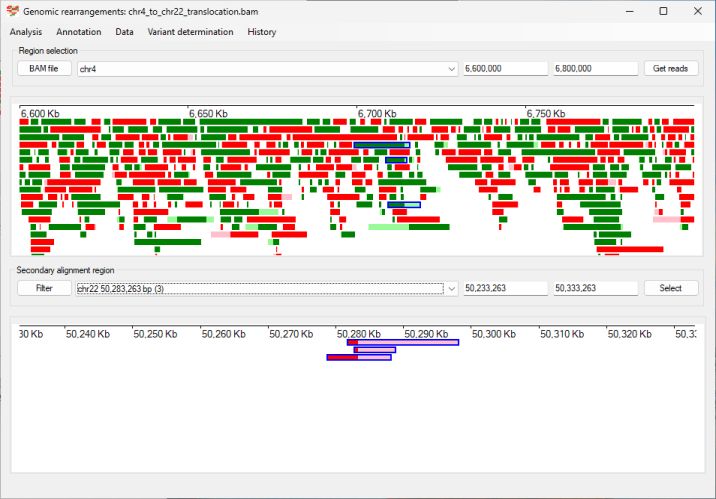 Genomic rearrangements: chr4_to_chr22_translocation.bam
Analysis Annotation Data Variant determination History
Region selection
BAM file chr4 6,600,000 6,800,000 Get reads
6,600 Kb 6,650 Kb 6,700 Kb 6,750 Kb
Secondary alignment region
Filter chr22 50,283,263 bp (3) 50,233,263 50,333,263 Select
30 Kb 50,240 Kb 50,250 Kb 50,260 Kb 50,270 Kb 50,280 Kb 50,290 Kb 50,300 Kb 50,310 Kb 50,320 Kb 50,3